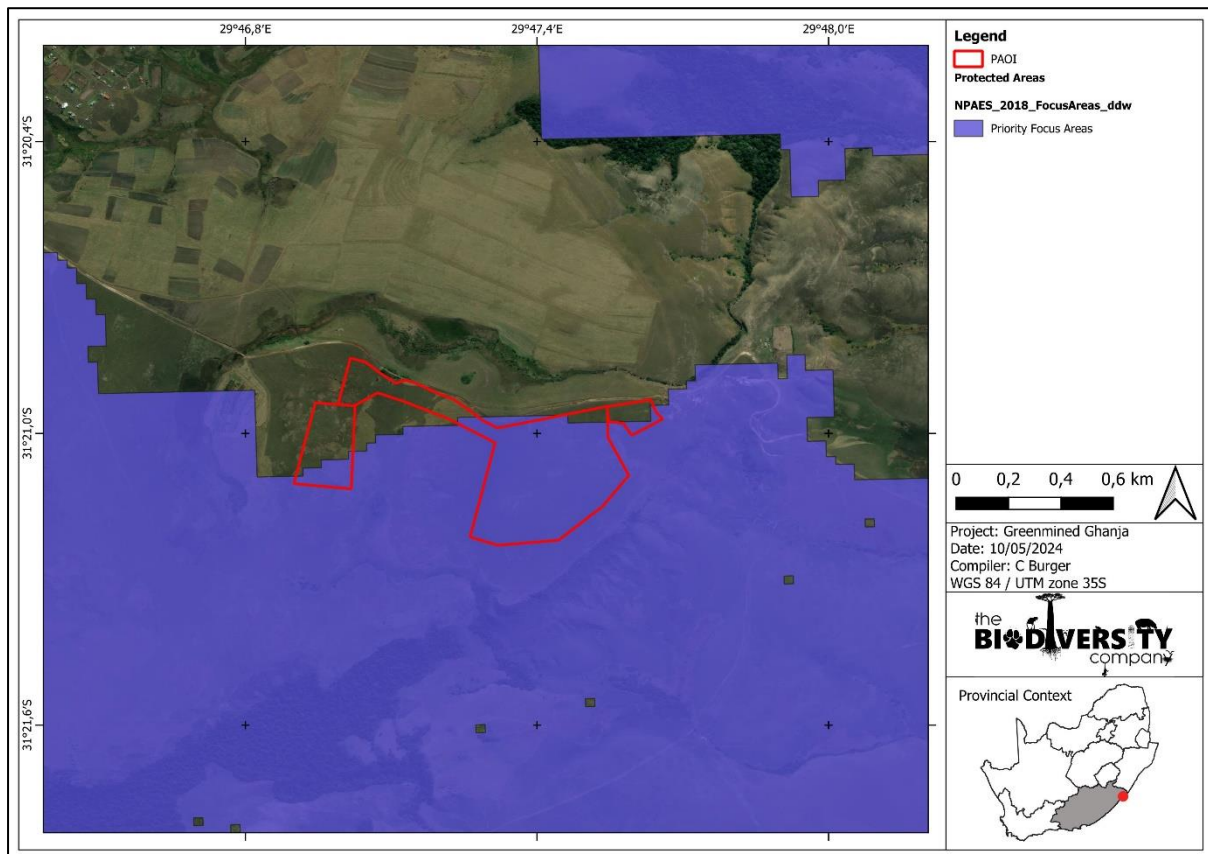 29°46,8'E
29°47,4'E
29°48,0'E
31°20,4'S
31°21,0'S
31°21,6'S
Legend
PAOI
Protected Areas
NPAES_2018_FocusAreas_ddw
Priority Focus Areas
0 0,2 0,4 0,6 km
Project: Greenmined Ghanja
Date: 10/05/2024
Compiler: C Burger
WGS 84 / UTM zone 35S
the
BIODIVERSITY
company
Provincial Context